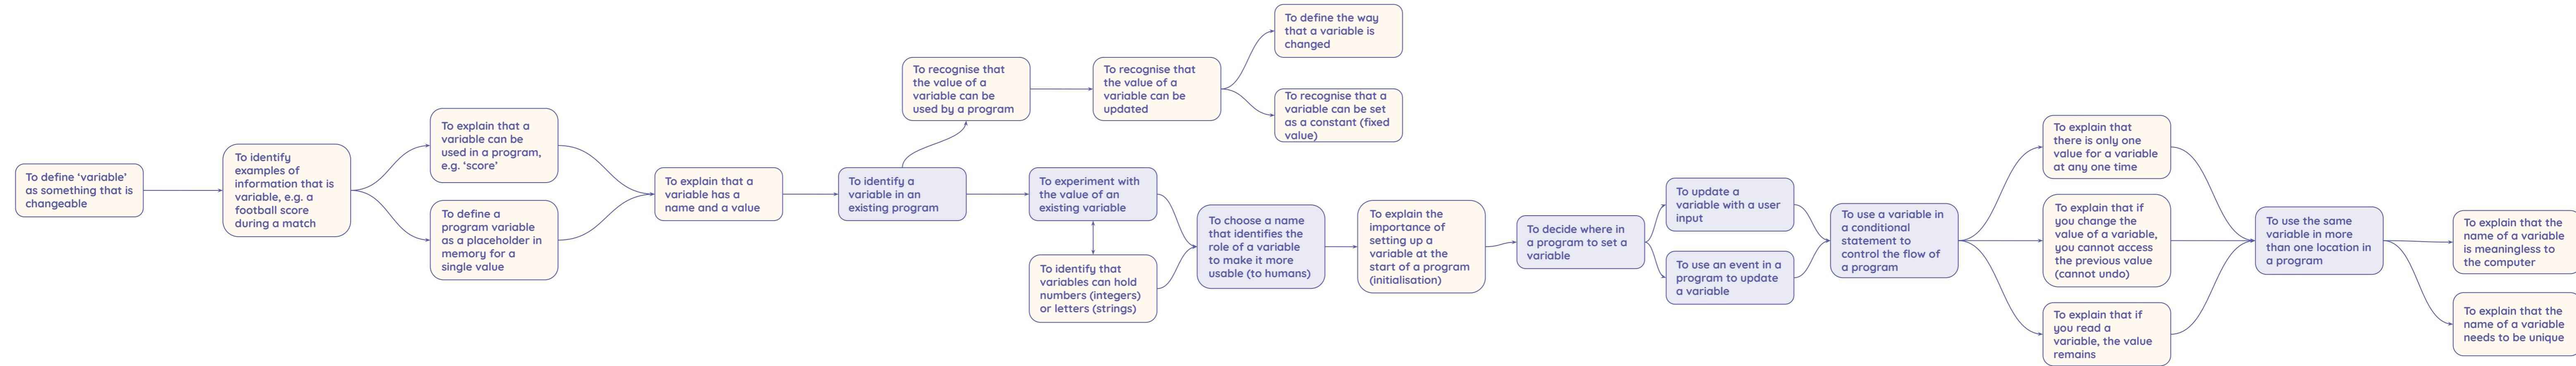 To define ‘variable’
as something that is
changeable
To identify
examples of
information that is
variable, e.g. a
football score
during a match
To explain that a
variable can be
used in a program,
e.g. ‘score’
To define a
program variable
as a placeholder in
memory for a
single value
To explain that a
variable has a
name and a value
To identify a
variable in an
existing program
To recognise that
the value of a
variable can be
used by a program
To recognise that
the value of a
variable can be
updated
To define the way
that a variable is
changed
To recognise that a
variable can be set
as a constant (fixed
value)
To experiment with
the value of an
existing variable
To identify that
variables can hold
numbers (integers)
or letters (strings)
To choose a name
that identifies the
role of a variable
to make it more
usable (to humans)
To explain the
importance of
setting up a
variable at the
start of a program
(initialisation)
To decide where in
a program to set a
variable
To update a
variable with a user
input
To use an event in a
program to update
a variable
To use a variable in
a conditional
statement to
control the flow of
a program
To explain that
there is only one
value for a variable
at any one time
To explain that if
you change the
value of a variable,
you cannot access
the previous value
(cannot undo)
To explain that if
you read a
variable, the value
remains
To use the same
variable in more
than one location in
a program
To explain that the
name of a variable
is meaningless to
the computer
To explain that the
name of a variable
needs to be unique